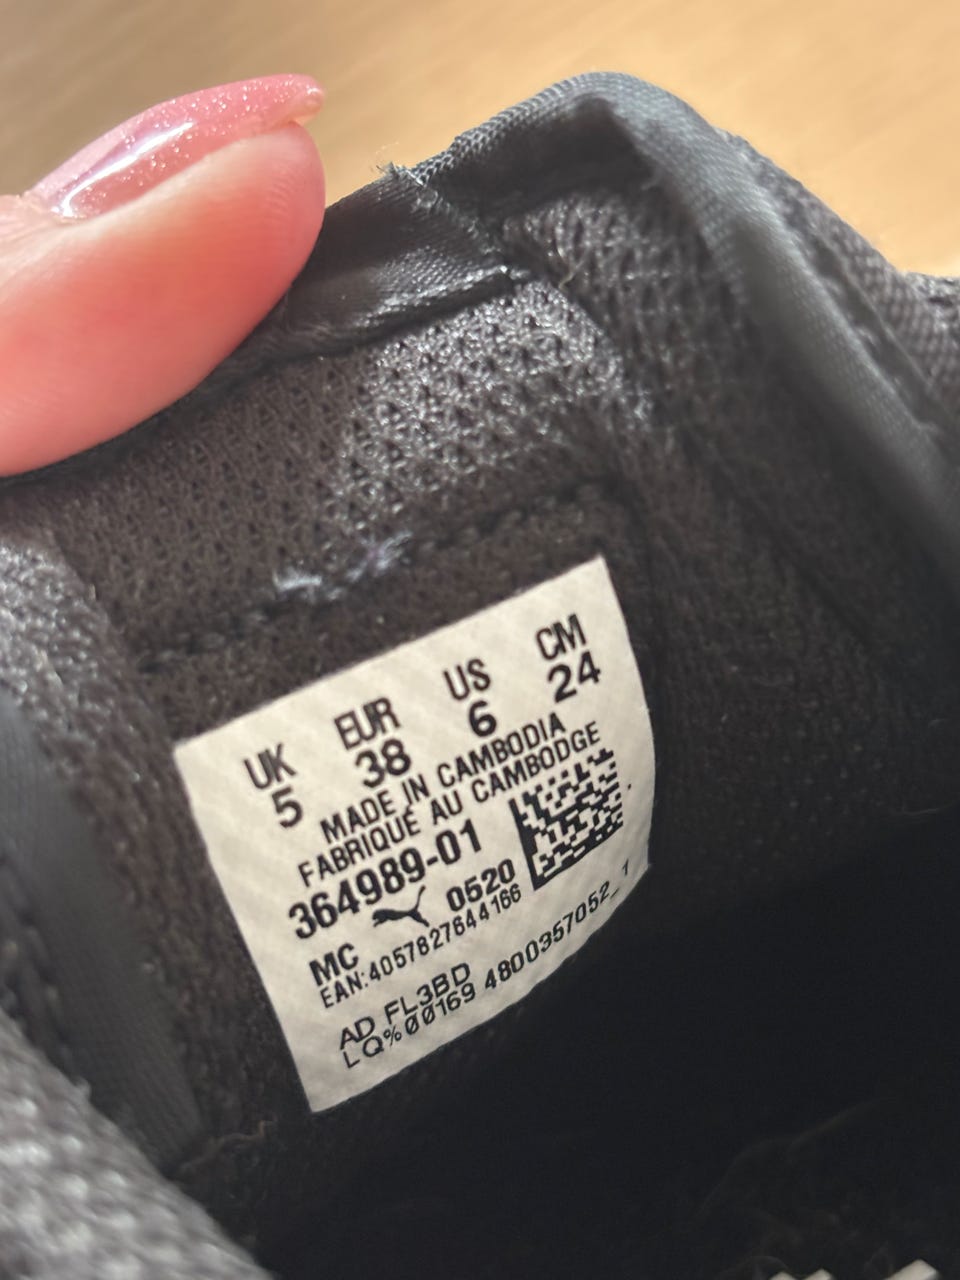 UK EUR US CM
5 38 6 24
MADE IN CAMBODIA
FABRIQUÉ AU CAMBODGE
364989-01
MC 0520
EAN:4057827644166
AD FL3BD
LQ%00169 4800357052_1